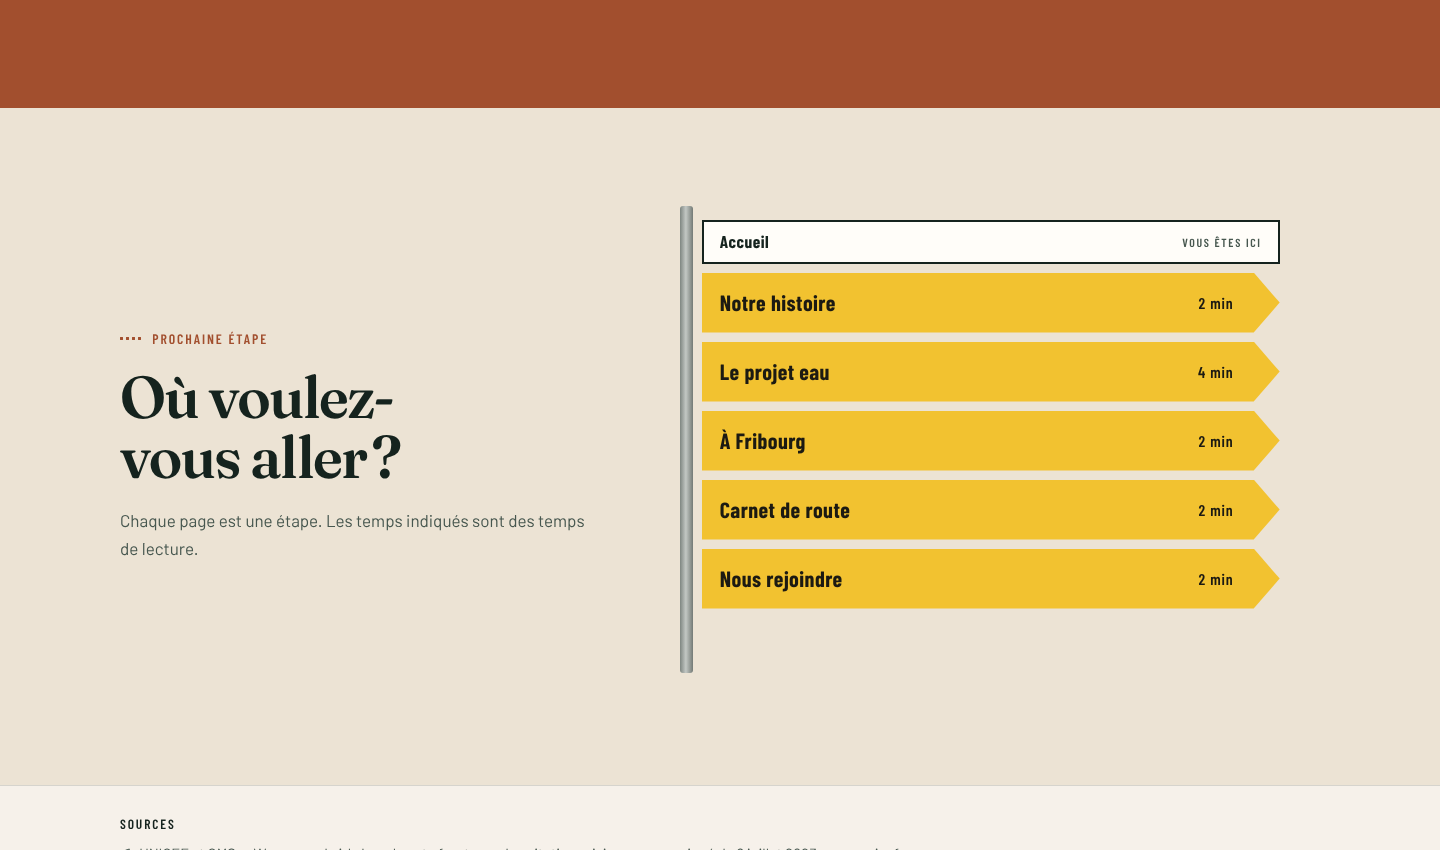 PROCHAINE ÉTAPE
Où voulez-
vous aller ?
Chaque page est une étape. Les temps indiqués sont des temps
de lecture.
Accueil VOUS ÊTES ICI
Notre histoire 2 min
Le projet eau 4 min
À Fribourg 2 min
Carnet de route 2 min
Nous rejoindre 2 min
SOURCES